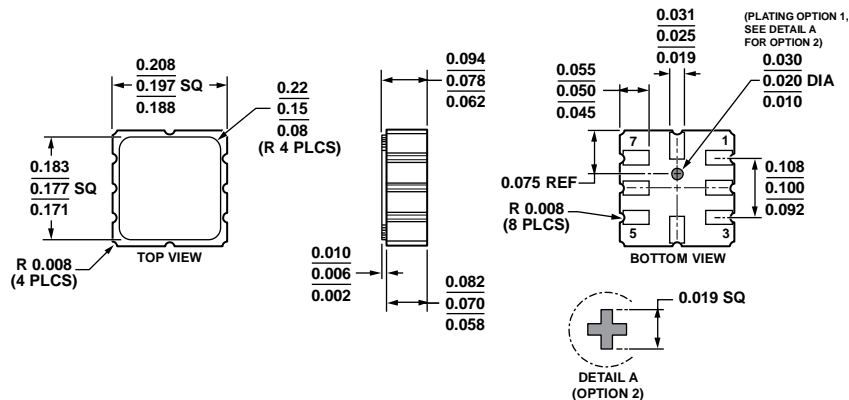 0.208
0.197 SQ
0.188
0.22
0.15
0.08
(R 4 PLCS)
0.183
0.177 SQ
0.171
R 0.008
(4 PLCS)
TOP VIEW
0.094
0.078
0.062
0.010
0.006
0.002
0.082
0.070
0.058
0.031
0.025
0.019
(PLATING OPTION 1,
SEE DETAIL A
FOR OPTION 2)
0.030
0.020 DIA
0.010
0.055
0.050
0.045
7
1
0.075 REF
0.108
0.100
0.092
R 0.008
(8 PLCS)
5
3
BOTTOM VIEW
0.019 SQ
DETAIL A
(OPTION 2)